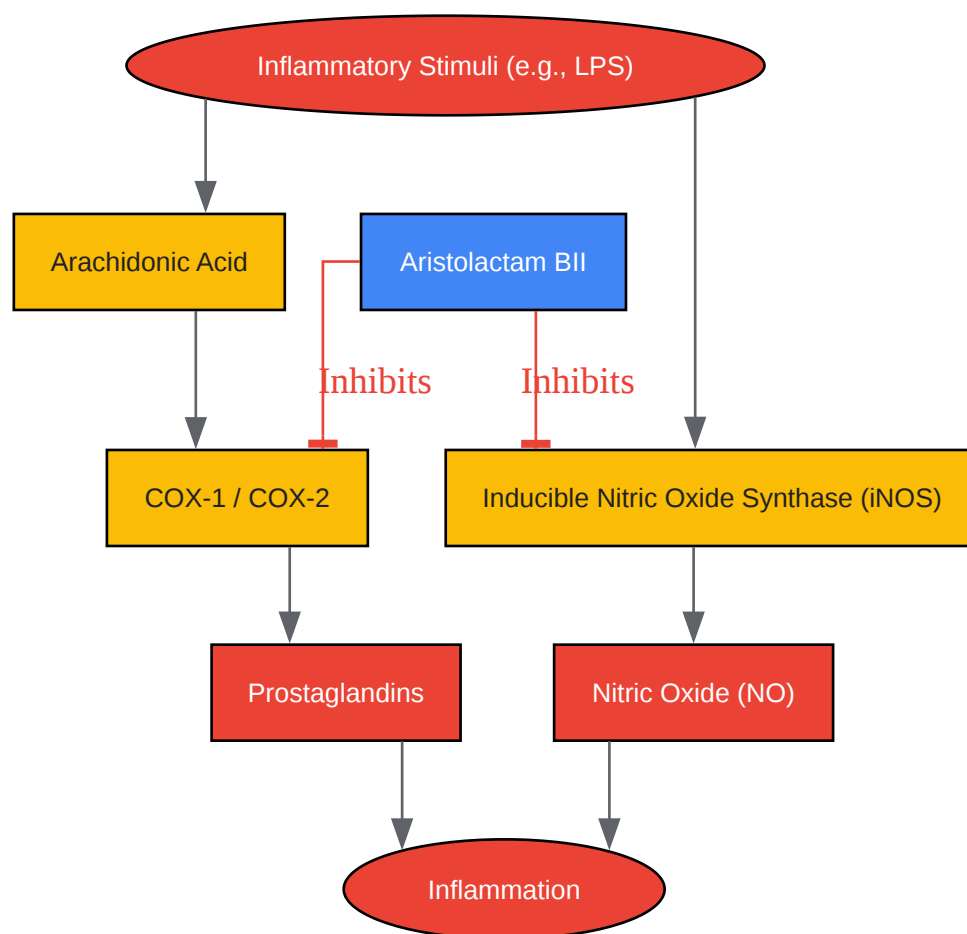 Inflammatory Stimuli (e.g., LPS)
Arachidonic Acid
Aristolactam BII
Inhibits
Inhibits
COX-1 / COX-2
Inducible Nitric Oxide Synthase (iNOS)
Prostaglandins
Nitric Oxide (NO)
Inflammation